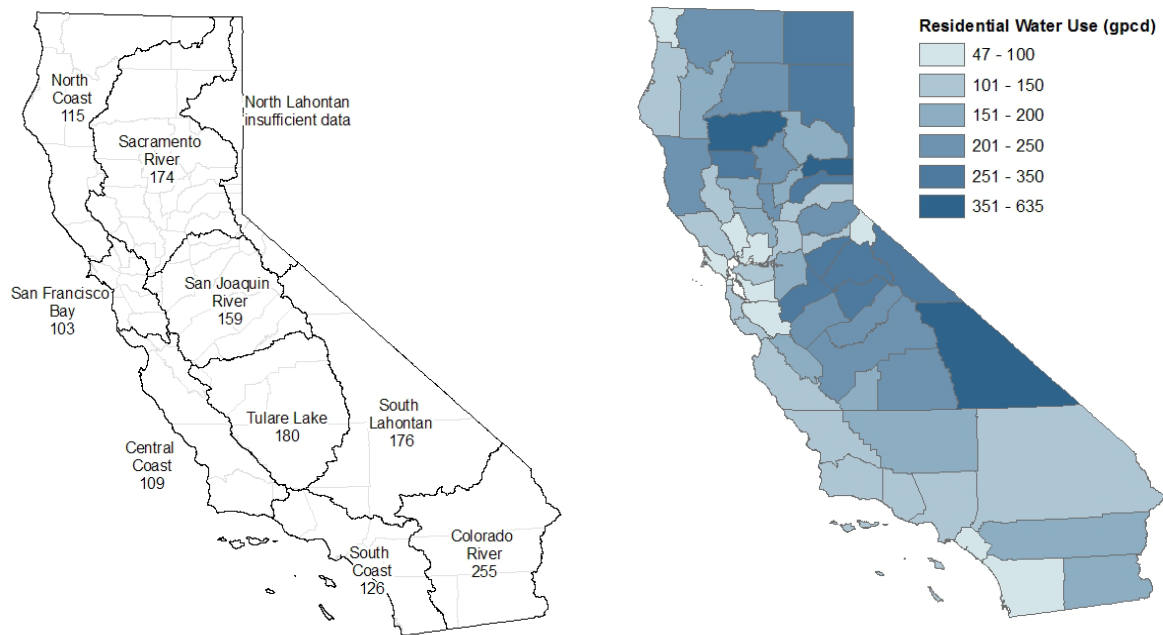 North
Coast
115
North Lahontan
insufficient data
Sacramento
River
174
San Francisco
Bay
103
San Joaquin
River
159
Tulare Lake
180
South
Lahontan
176
Central
Coast
109
South
Coast
126
Colorado
River
255
Residential Water Use (gpcd)
47 - 100
101 - 150
151 - 200
201 - 250
251 - 350
351 - 635